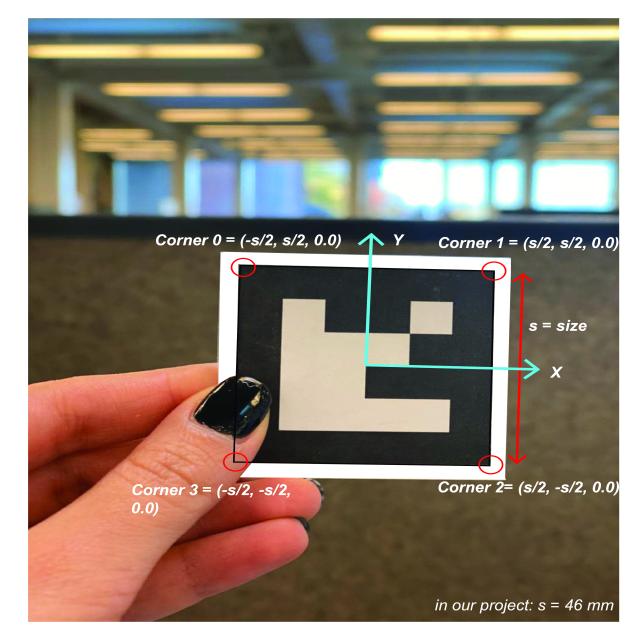 Corner 0 = (-s/2, s/2, 0.0)
Y
Corner 1 = (s/2, s/2, 0.0)
s = size
X
Corner 3 = (-s/2, -s/2,
0.0)
Corner 2= (s/2, -s/2, 0.0)
in our project: s = 46 mm